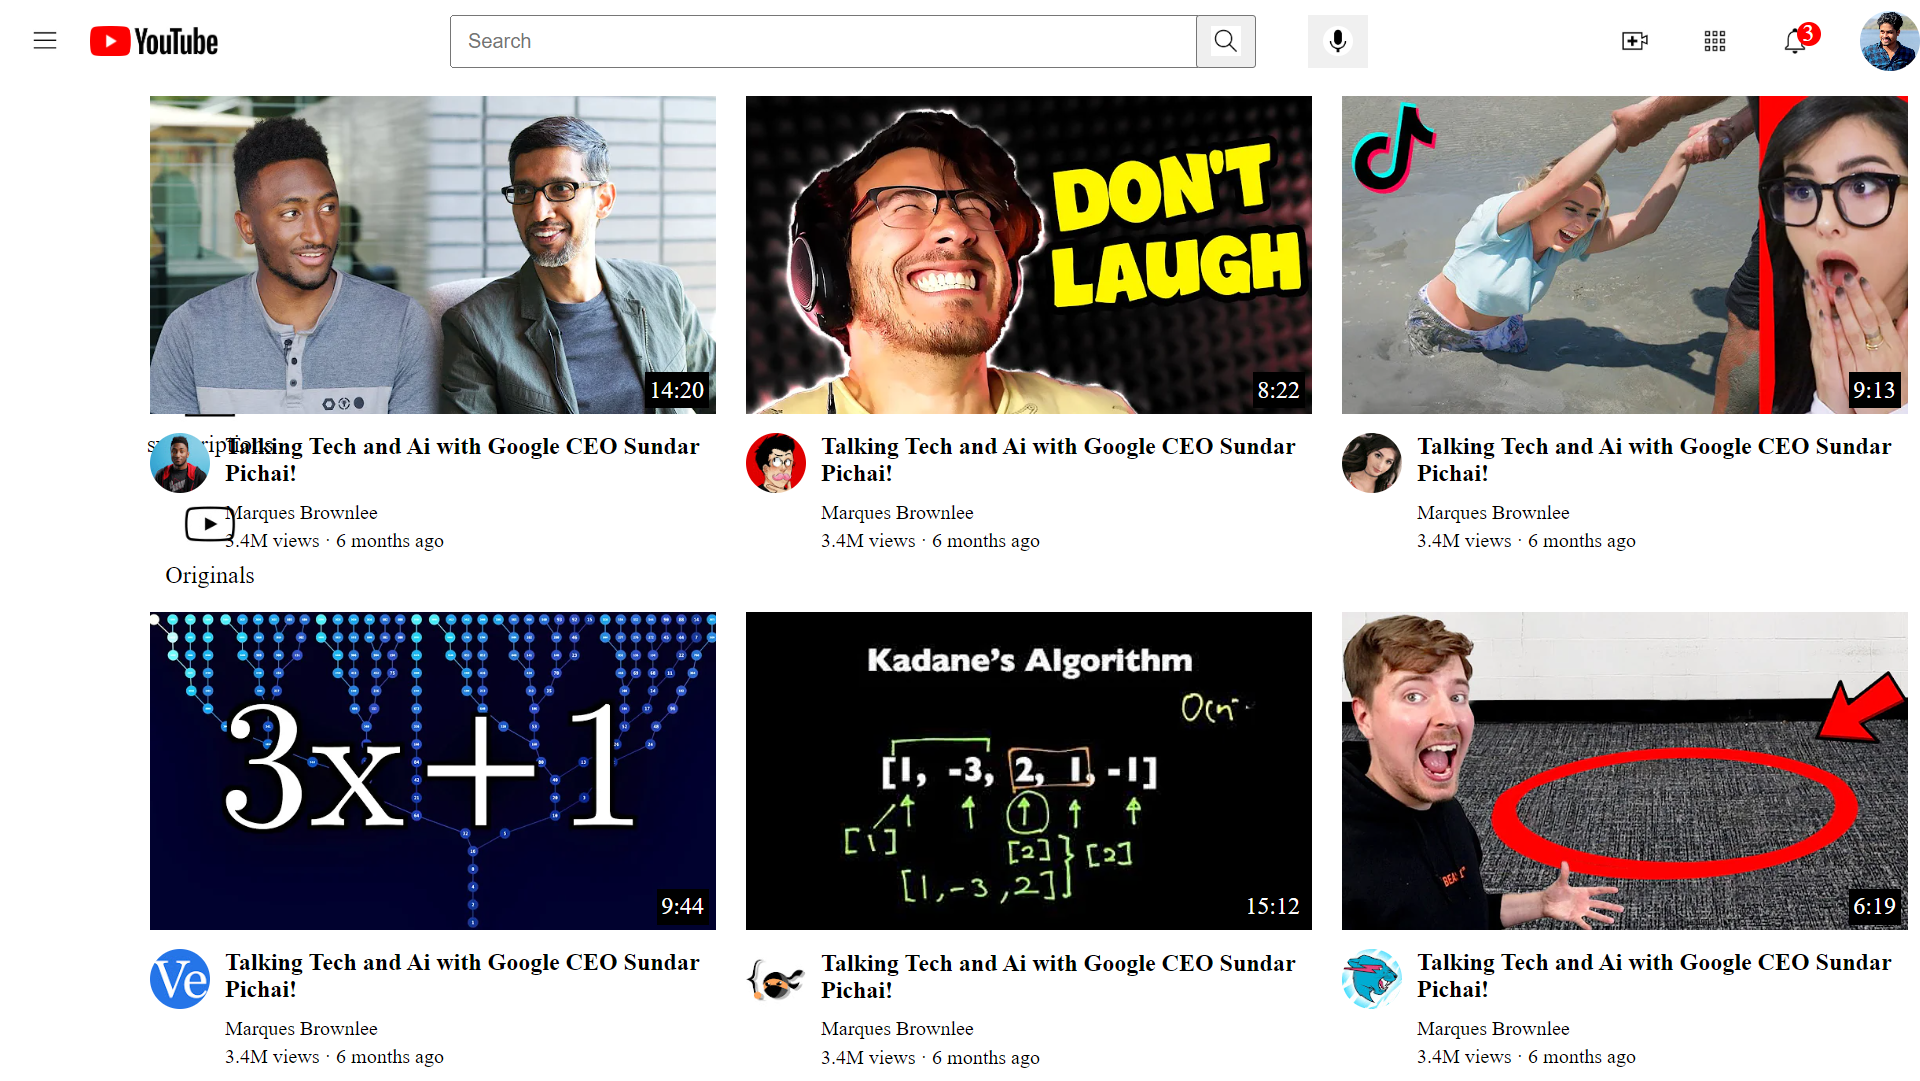 YouTube
Search
3
DON'T
LAUGH
14:20
8:22
9:13
Talking Tech and Ai with Google CEO Sundar
Pichai!
Marques Brownlee
3.4M views · 6 months ago
Talking Tech and Ai with Google CEO Sundar
Pichai!
Marques Brownlee
3.4M views · 6 months ago
Talking Tech and Ai with Google CEO Sundar
Pichai!
Marques Brownlee
3.4M views · 6 months ago
Originals
3x+1
9:44
Kadane's Algorithm
[1, -3, 2, 1, -1]
[1]
[2]
[2]
[1, -3, 2]
15:12
6:19
Ve
Talking Tech and Ai with Google CEO Sundar
Pichai!
Marques Brownlee
3.4M views · 6 months ago
Talking Tech and Ai with Google CEO Sundar
Pichai!
Marques Brownlee
3.4M views · 6 months ago
Talking Tech and Ai with Google CEO Sundar
Pichai!
Marques Brownlee
3.4M views · 6 months ago